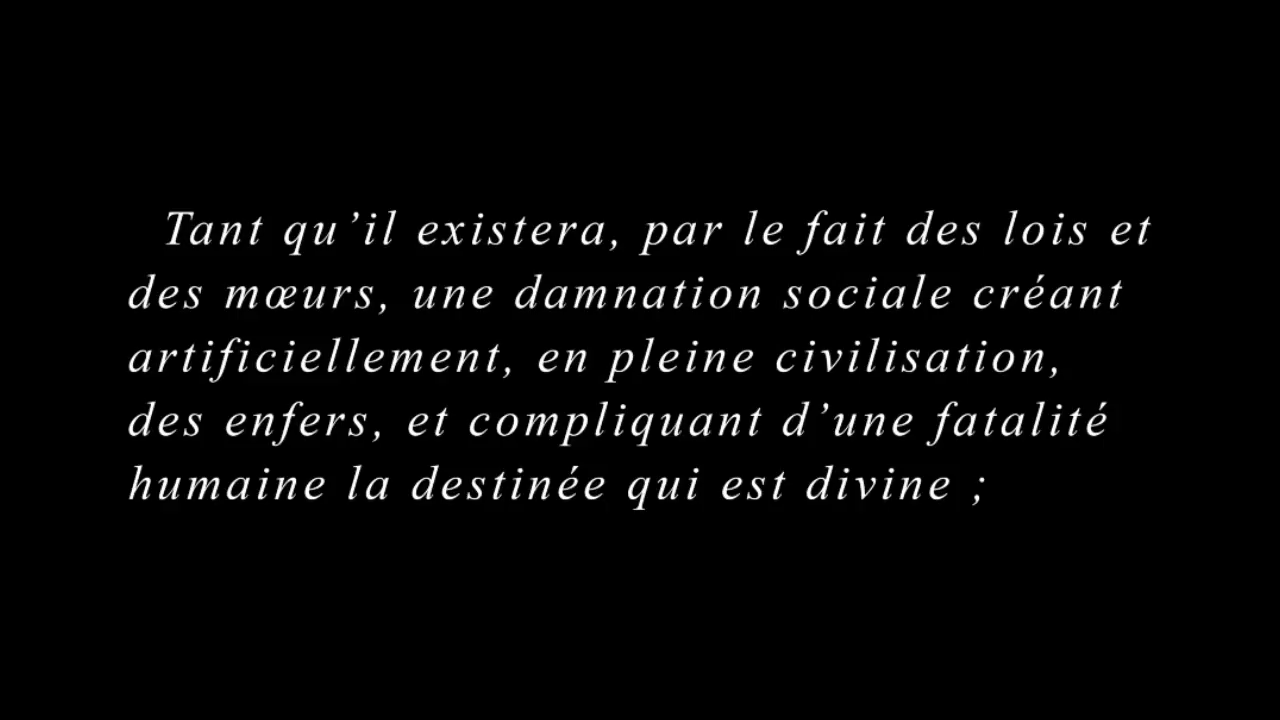 Tant qu’il existera, par le fait des lois et
des mœurs, une damnation sociale créant
artificiellement, en pleine civilisation,
des enfers, et compliquant d’une fatalité
humaine la destinée qui est divine ;